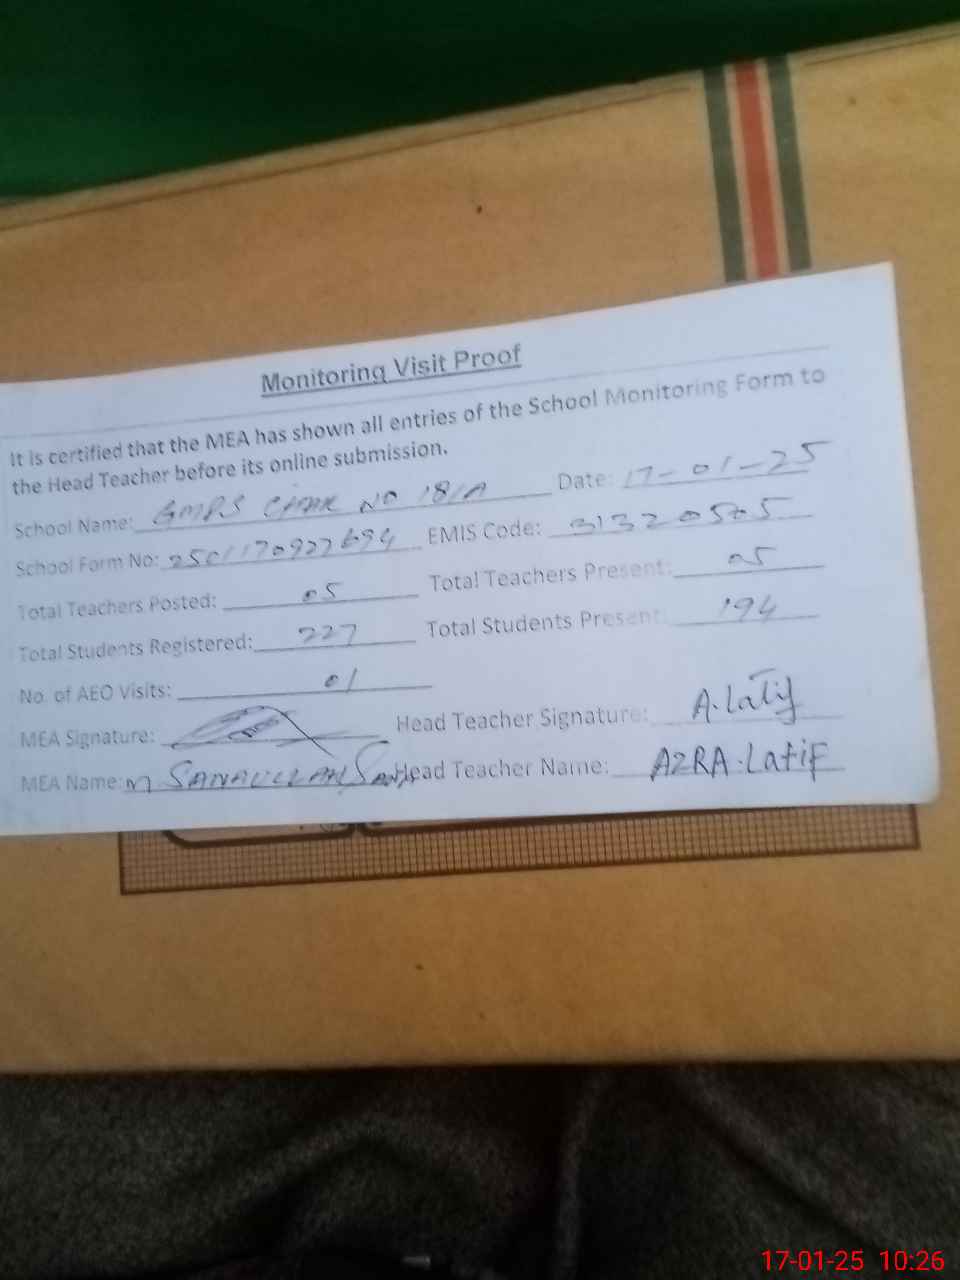 Monitoring Visit Proof
It is certified that the MEA has shown all entries of the School Monitoring Form to
the Head Teacher before its online submission.
School Name: GMPS CHAK NO 18/A Date: 17-01-25
School Form No: 2501170927694 EMIS Code: 31320505
Total Teachers Posted: 05 Total Teachers Present: 05
Total Students Registered: 227 Total Students Present: 194
No. of AEO Visits: 01
MEA Signature: Head Teacher Signature: A.Latif
MEA Name: M SANAULLAH Head Teacher Name: AZRA.Latif
17-01-25 10:26